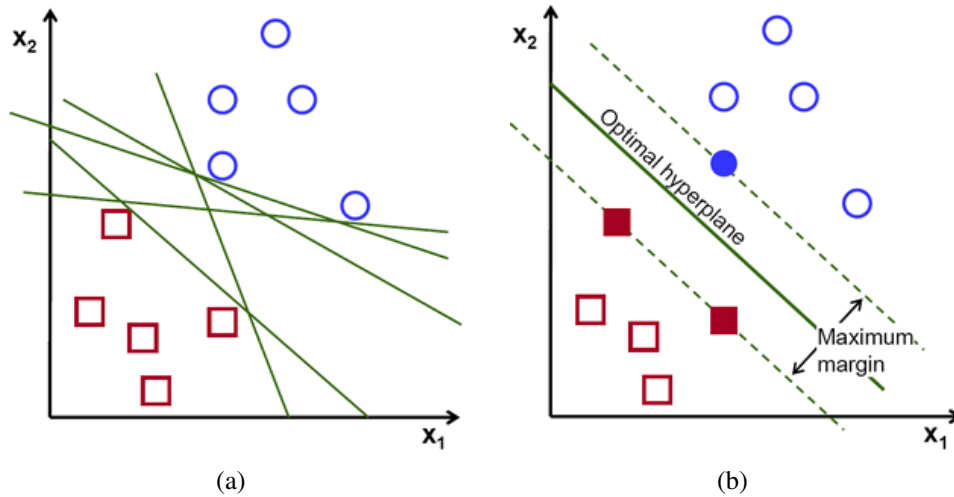 x2
x1
(a)
x2
Optimal hyperplane
Maximum
margin
x1
(b)